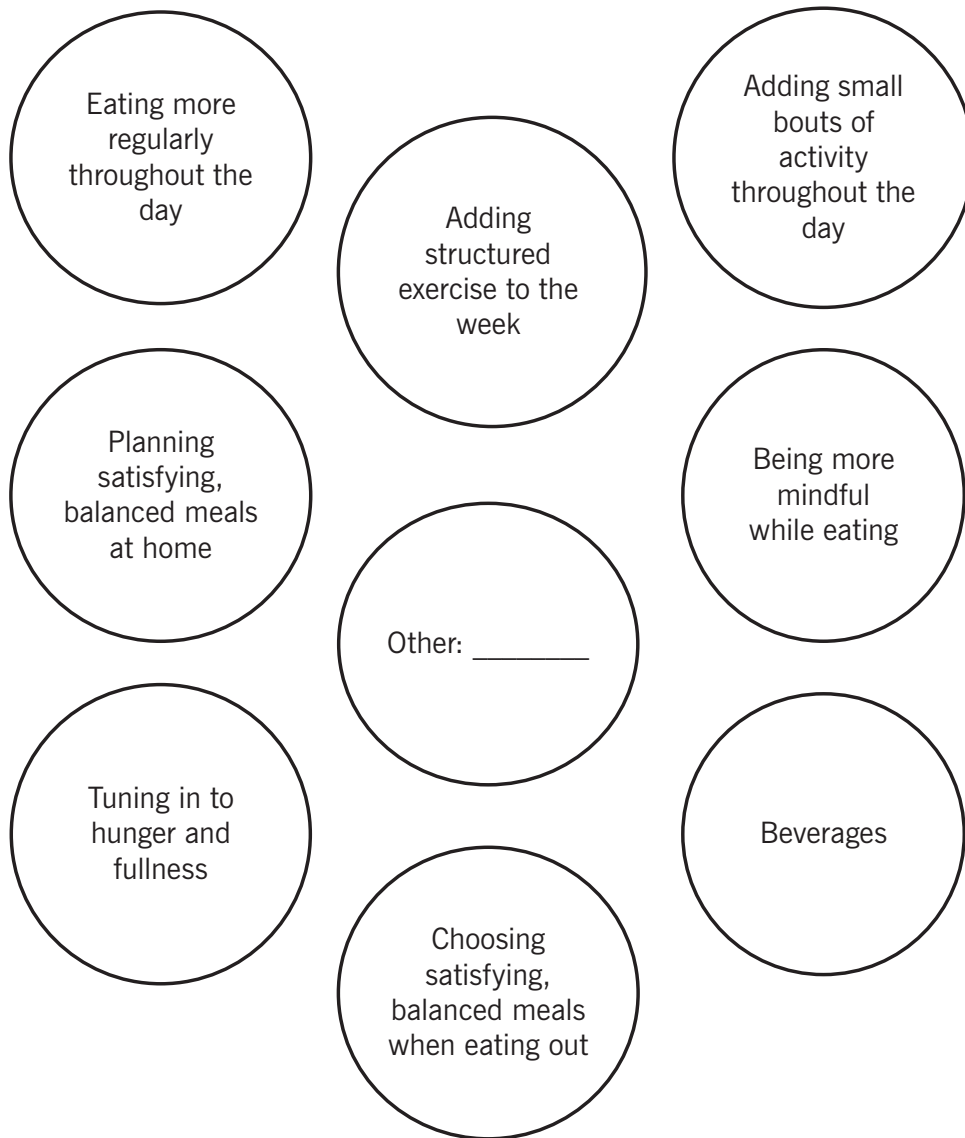 Eating more
regularly
throughout the
day
Adding
structured
exercise to the
week
Adding small
bouts of
activity
throughout the
day
Planning
satisfying,
balanced meals
at home
Other: ________
Being more
mindful
while eating
Tuning in to
hunger and
fullness
Choosing
satisfying,
balanced meals
when eating out
Beverages